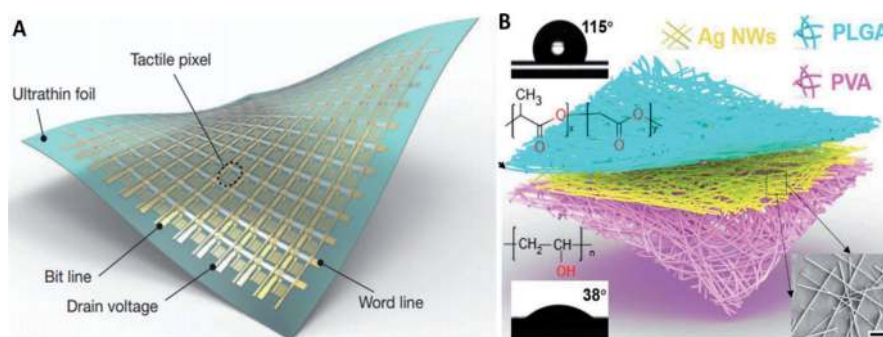 A
Tactile pixel
Ultrathin foil
Bit line
Drain voltage
Word line
B
115°
Ag NWs
PLGA
PVA
CH₃
O
O
x
O
O
y
CH₂
CH
n
OH
38°